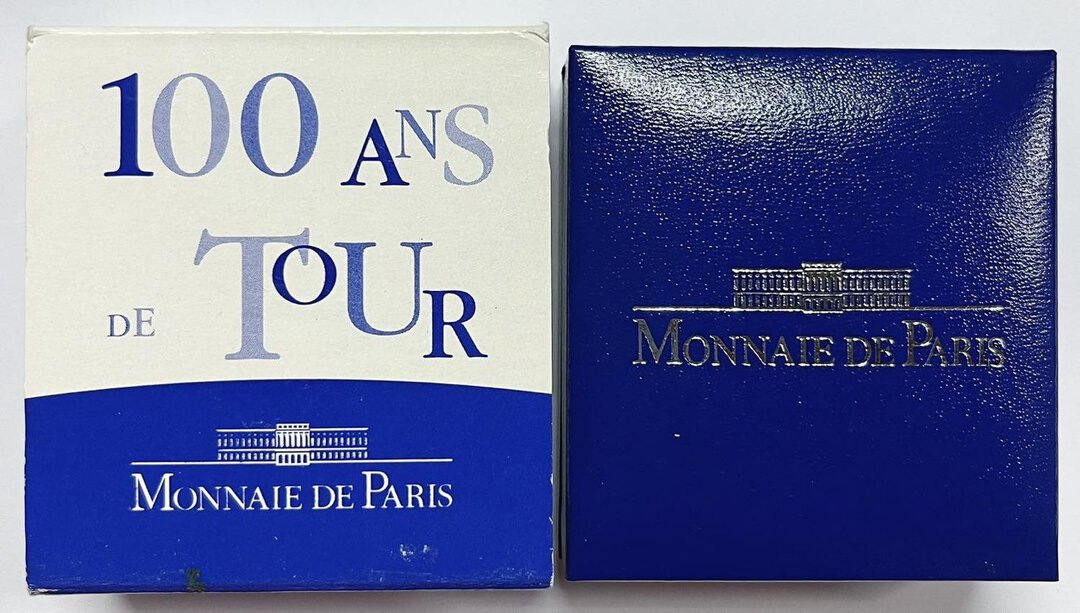 100 ANS
DE TOUR
MONNAIE DE PARIS
MONNAIE DE PARIS